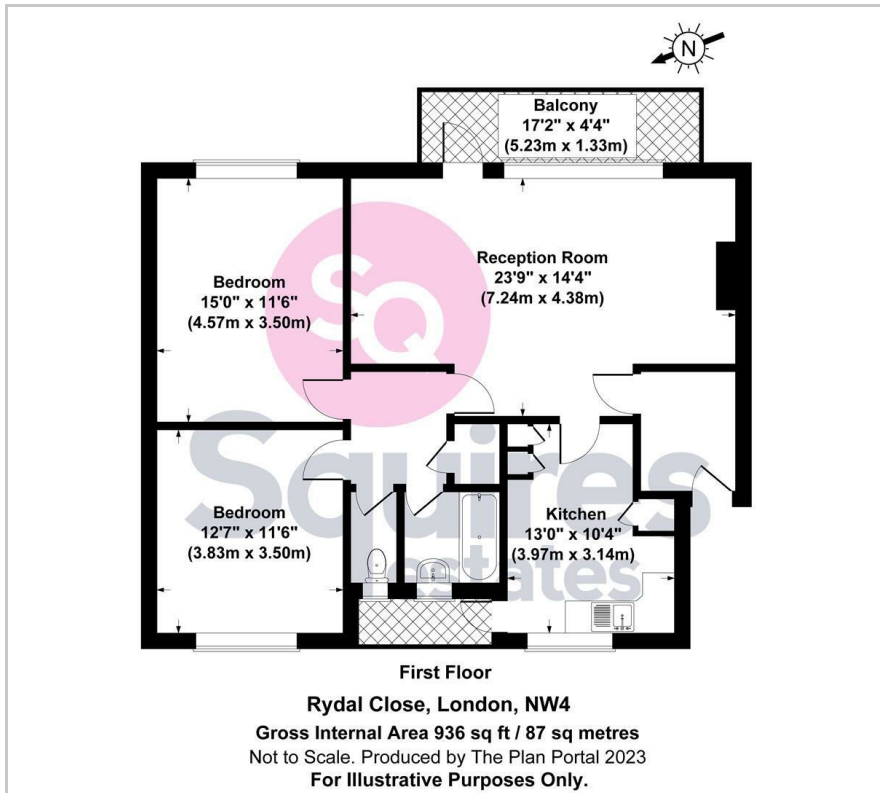 N
Balcony
17'2" x 4'4"
(5.23m x 1.33m)
Reception Room
23'9" x 14'4"
(7.24m x 4.38m)
Bedroom
15'0" x 11'6"
(4.57m x 3.50m)
SQ
Squires
estates
Bedroom
12'7" x 11'6"
(3.83m x 3.50m)
Kitchen
13'0" x 10'4"
(3.97m x 3.14m)
First Floor
Rydal Close, London, NW4
Gross Internal Area 936 sq ft / 87 sq metres
Not to Scale. Produced by The Plan Portal 2023
For Illustrative Purposes Only.